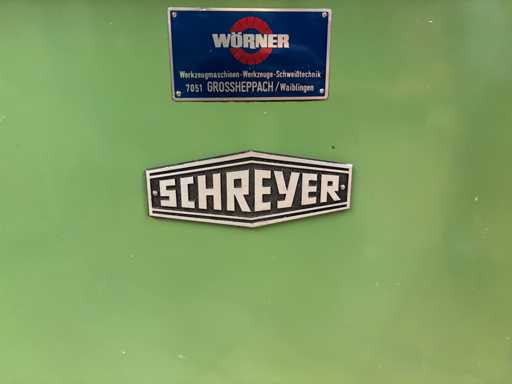 WÖRNER
Werkzeugmaschinen-Werkzeuge-Schweißtechnik
7051 GROSSHEPPACH/Waiblingen
SCHREYER